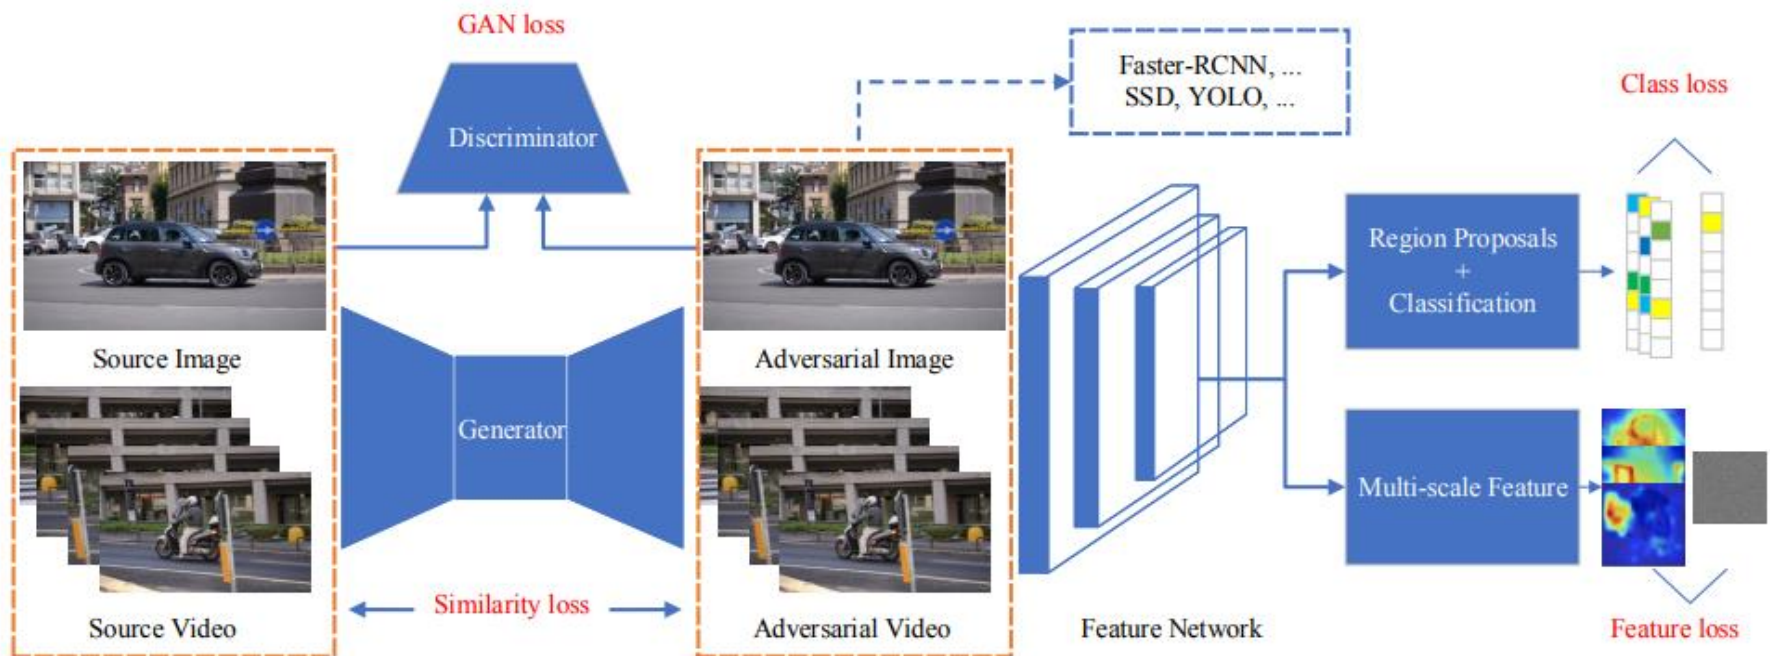 GAN loss
Discriminator
Faster-RCNN, ...
SSD, YOLO, ...
Class loss
Source Image
Adversarial Image
Region Proposals
+
Classification
Generator
Multi-scale Feature
Similarity loss
Source Video
Adversarial Video
Feature Network
Feature loss